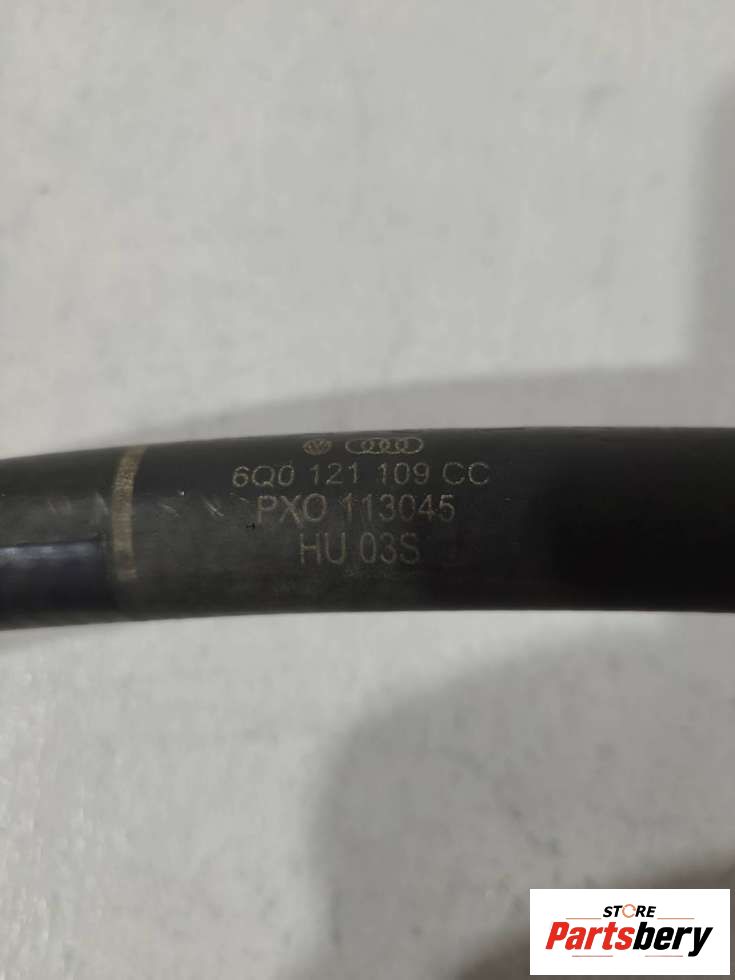 6Q0 121 109 CC
PXO 113045
HU 03S
STORE
Partsbery